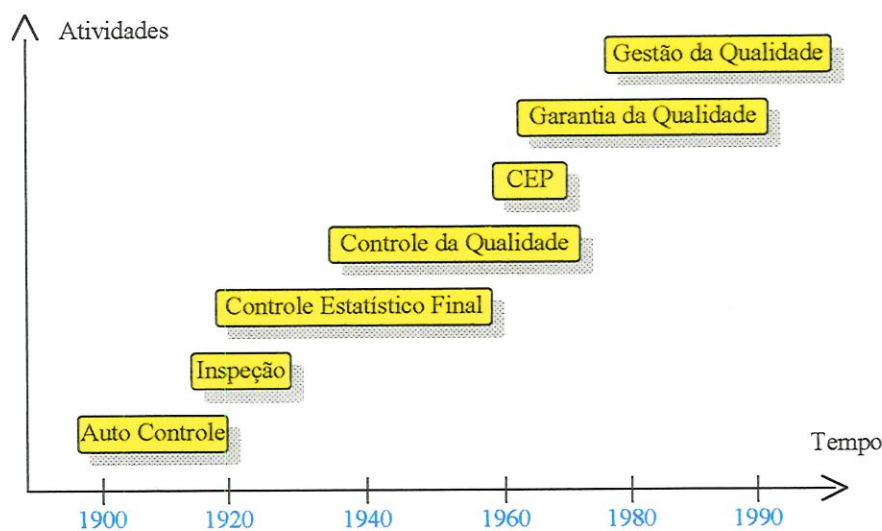 Atividades
Gestão da Qualidade
Garantia da Qualidade
CEP
Controle da Qualidade
Controle Estatístico Final
Inspeção
Auto Controle
Tempo
1900 1920 1940 1960 1980 1990